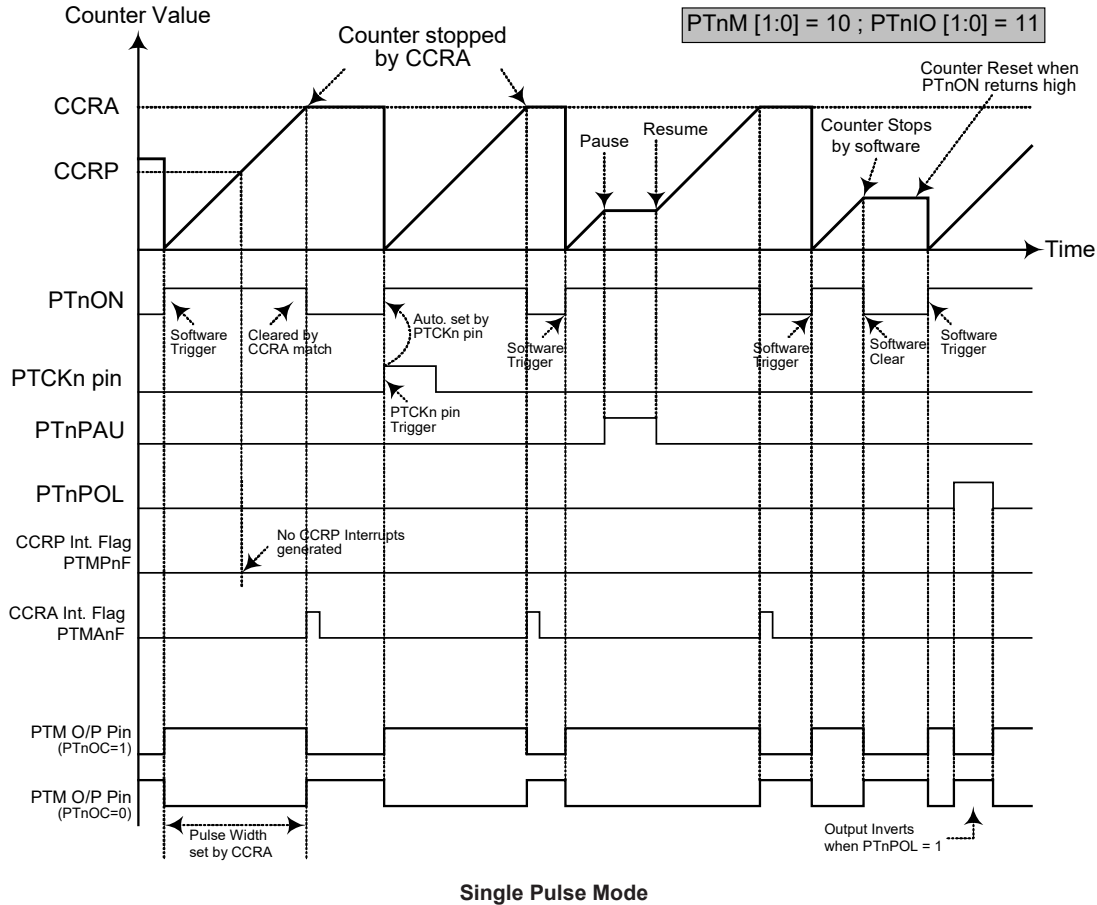 Counter Value
PTnM [1:0] = 10 ; PTnIO [1:0] = 11
Counter stopped
by CCRA
Counter Reset when
PTnON returns high
CCRA
Counter Stops
by software
Pause
Resume
CCRP
Time
PTnON
Software
Trigger
Cleared by
CCRA match
Auto. set by
PTCKn pin
Software
Trigger
Software
Trigger
Software
Clear
Software
Trigger
PTCKn pin
PTCKn pin
Trigger
PTnPAU
PTnPOL
CCRP Int. Flag
PTMPnF
No CCRP Interrupts
generated
CCRA Int. Flag
PTMAnF
PTM O/P Pin
(PTnOC=1)
PTM O/P Pin
(PTnOC=0)
Pulse Width
set by CCRA
Output Inverts
when PTnPOL = 1
Single Pulse Mode